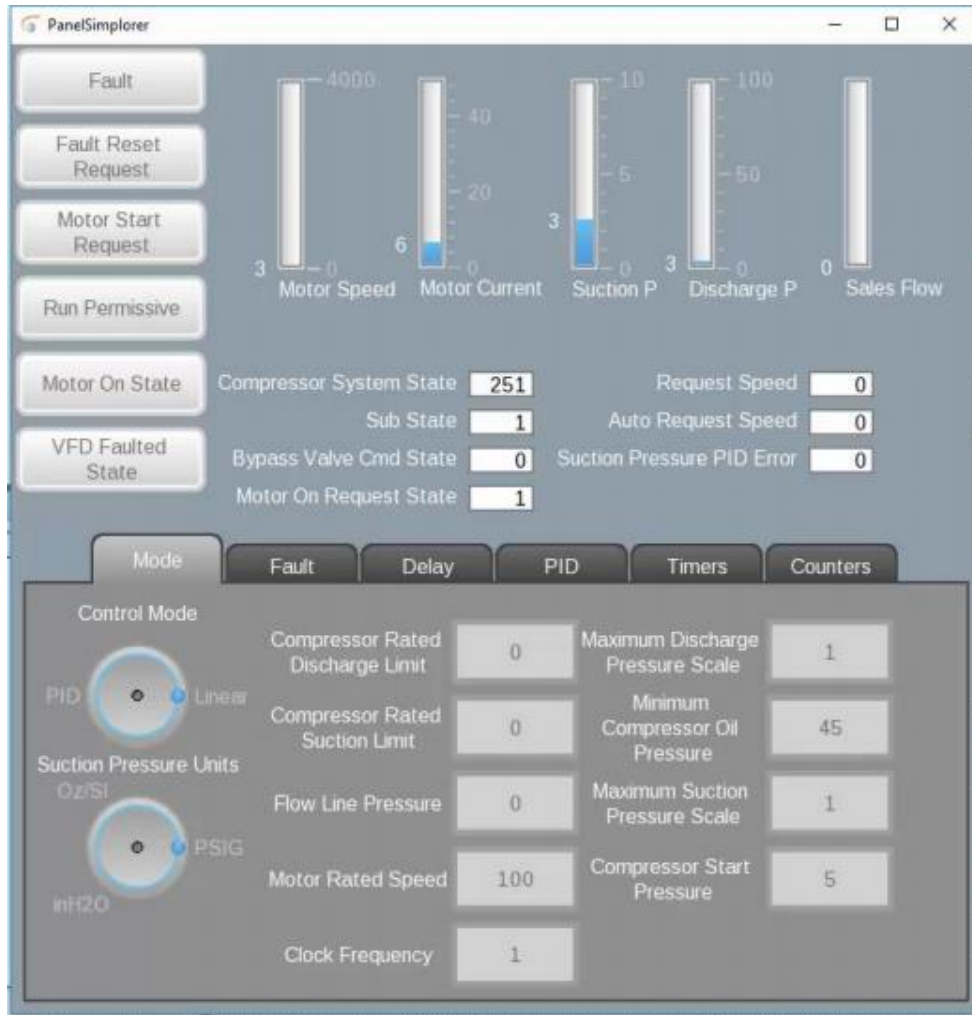 PanelSimplorer
Fault
Fault Reset
Request
Motor Start
Request
Run Permissive
Motor On State
VFD Faulted
State
4000
3
0
Motor Speed
40
20
6
0
Motor Current
10
5
3
0
Suction P
100
50
3
0
Discharge P
0
Sales Flow
Compressor System State 251
Sub State 1
Bypass Valve Cmd State 0
Motor On Request State 1
Request Speed 0
Auto Request Speed 0
Suction Pressure PID Error 0
Mode Fault Delay PID Timers Counters
Control Mode
PID Linear
Suction Pressure Units
Oz/SI
PSIG
inH2O
Compressor Rated
Discharge Limit
0
Compressor Rated
Suction Limit
0
Flow Line Pressure 0
Motor Rated Speed 100
Clock Frequency 1
Maximum Discharge
Pressure Scale
1
Minimum
Compressor Oil
Pressure
45
Maximum Suction
Pressure Scale
1
Compressor Start
Pressure
5